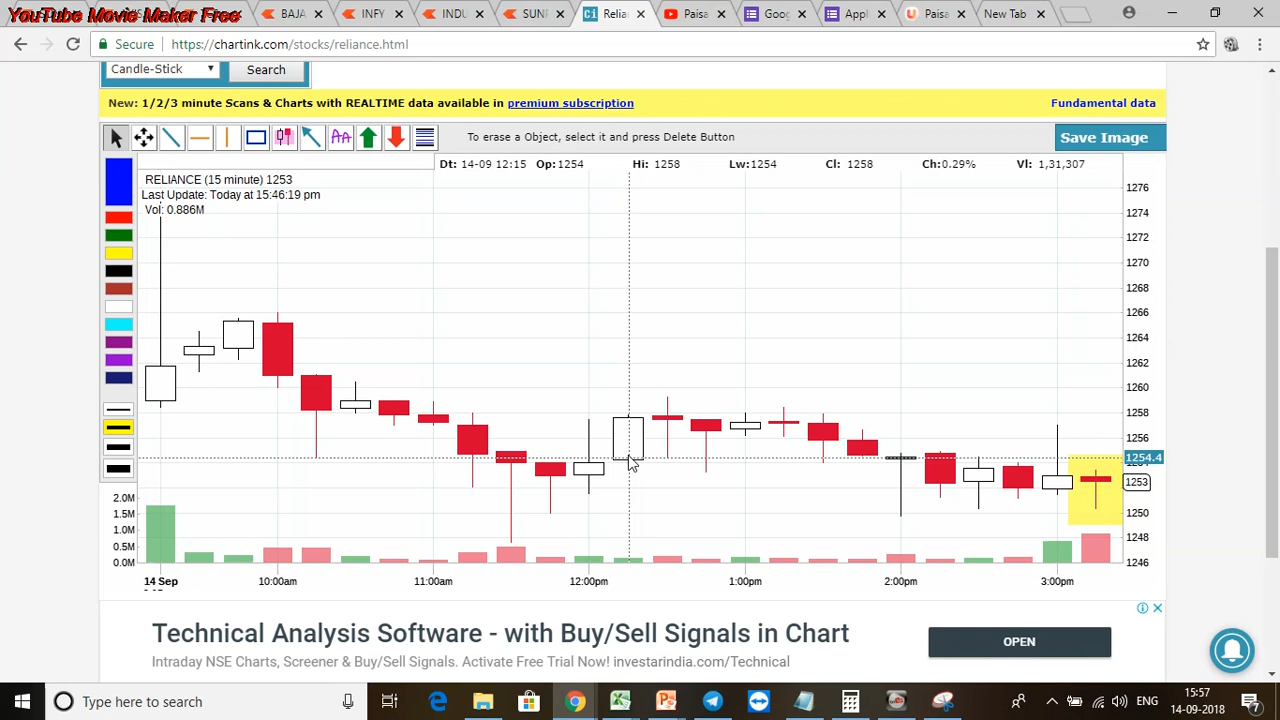 YouTube Movie Maker Free
BAJA
INFY
INDU
SUNP
Relia
Paisa
Goog
Appl
Paisa
New Tab
Secure
https://chartink.com/stocks/reliance.html
Candle-Stick
Search
New: 1/2/3 minute Scans & Charts with REALTIME data available in premium subscription
Fundamental data
To erase a Object, select it and press Delete Button
Save Image
Dt: 14-09 12:15 Op:1254 Hi: 1258 Lw:1254 Cl: 1258 Ch:0.29% Vl: 1,31,307
RELIANCE (15 minute) 1253
Last Update: Today at 15:46:19 pm
Vol: 0.886M
1276
1274
1272
1270
1268
1266
1264
1262
1260
1258
1256
1254.4
1253
1250
1248
1246
2.0M
1.5M
1.0M
0.5M
0.0M
14 Sep 10:00am 11:00am 12:00pm 1:00pm 2:00pm 3:00pm
Technical Analysis Software - with Buy/Sell Signals in Chart
Intraday NSE Charts, Screener & Buy/Sell Signals. Activate Free Trial Now! investarindia.com/Technical
OPEN
Type here to search
ENG
15:57
14-09-2018